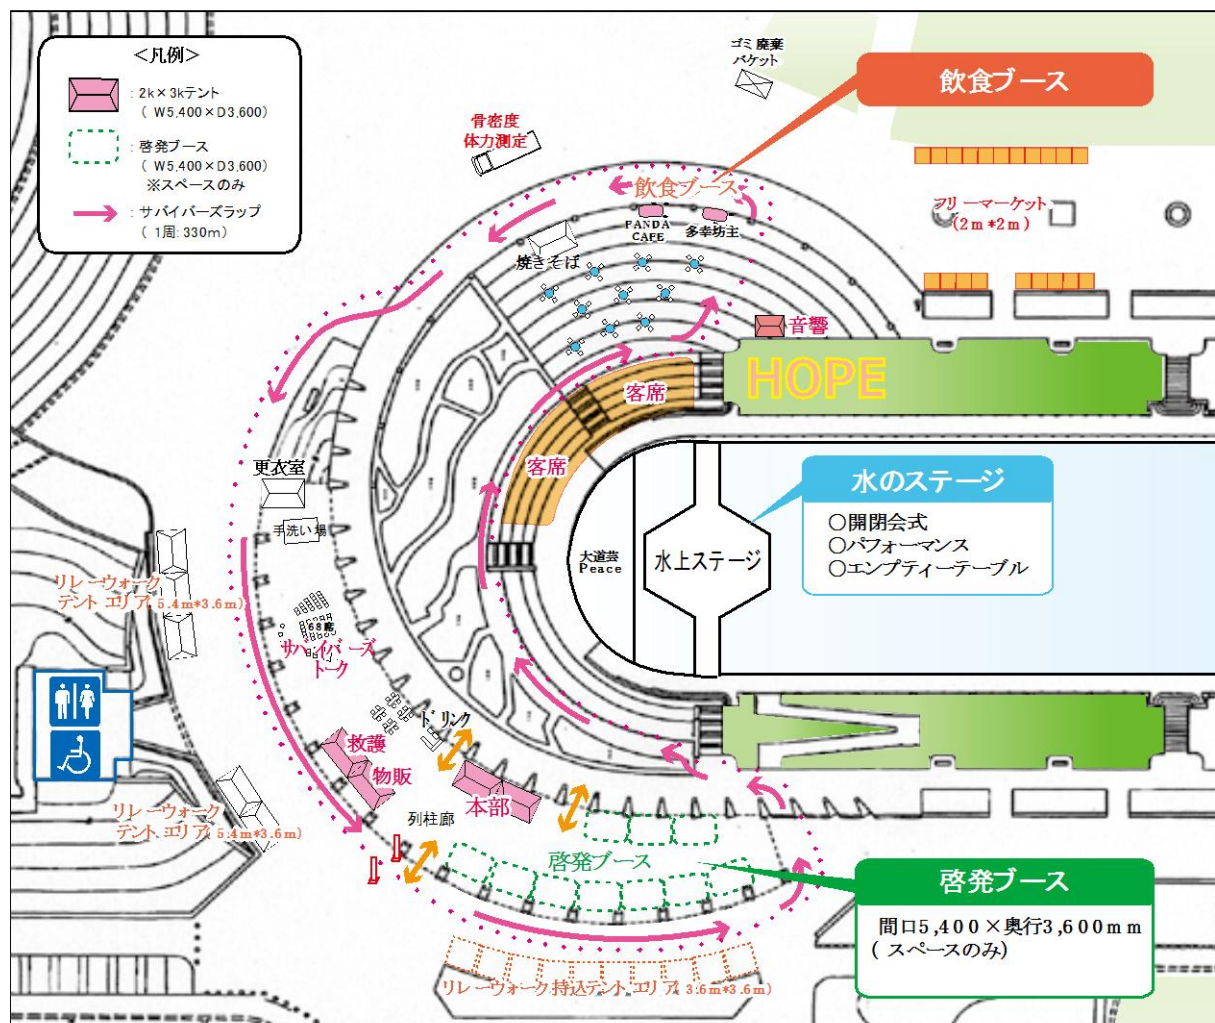 ＜凡例＞
: 2k×3kテント
( W5,400×D3,600)
: 啓発ブース
( W5,400×D3,600)
※スペースのみ
: サバイバーズラップ
( 1周: 330m)
ゴミ廃棄
バケット
飲食ブース
骨密度
体力測定
飲食ブース
PANDA
CAFE
多幸坊主
焼きそば
フリーマーケット
(2m*2m)
音響
HOPE
客席
客席
更衣室
手洗い場
水のステージ
○開閉会式
○パフォーマンス
○エンプティーテーブル
大道芸
Peace
水上ステージ
リレーウォーク
テントエリア(5.4m*3.6m)
68席
サバイバーズ
トーク
ドリンク
救護
物販
本部
リレーウォーク
テントエリア(5.4m*3.6m)
列柱廊
啓発ブース
啓発ブース
間口5,400×奥行3,600mm
( スペースのみ)
リレーウォーク持込テントエリア(3.6m*3.6m)